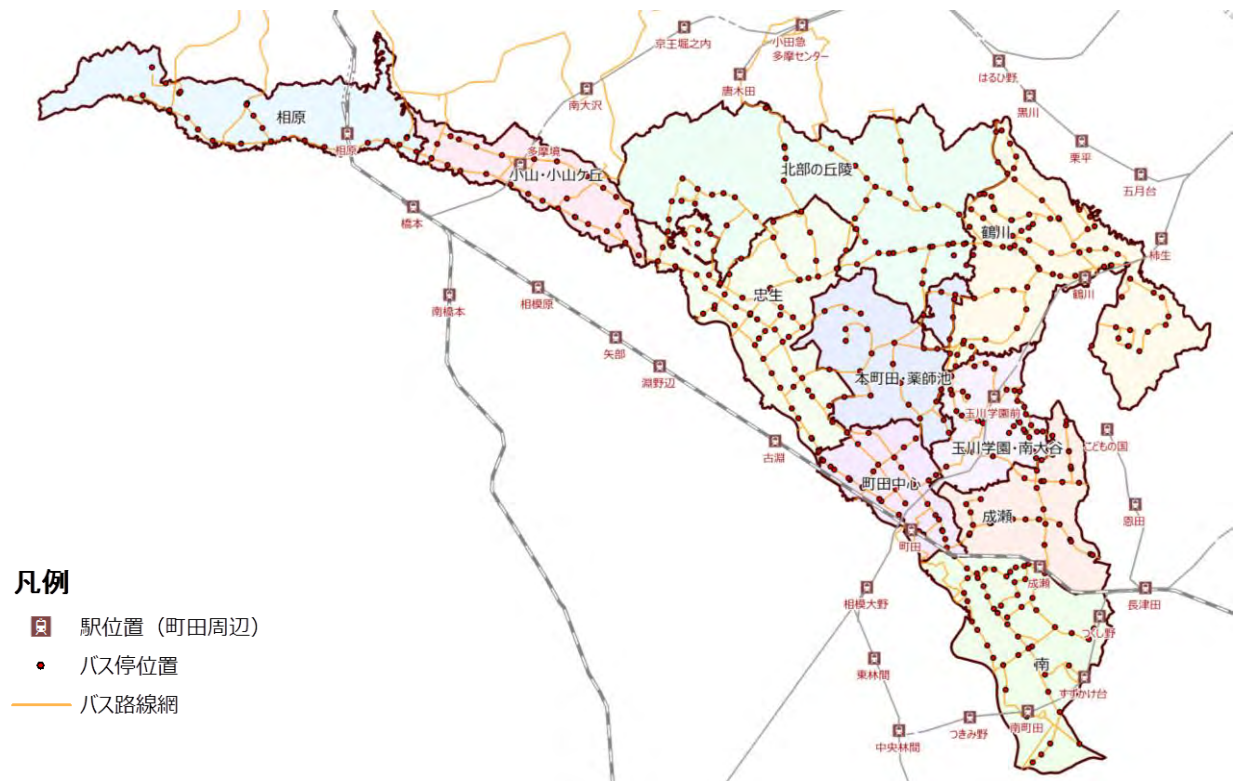 京王堀之内
小田急
多摩センター
はるひ野
唐木田
南大沢
黒川
相原
相原
多摩境
小山・小山ケ丘
北部の丘陵
栗平
五月台
橋本
鶴川
柿生
鶴川
南橋本
相模原
忠生
矢部
淵野辺
本町田・薬師池
玉川学園前
古淵
玉川学園・南大谷
こどもの国
町田中心
成瀬
恩田
町田
成瀬
相模大野
長津田
つくし野
東林間
南
すずかけ台
南町田
つきみ野
中央林間
凡例
駅位置（町田周辺）
バス停位置
バス路線網